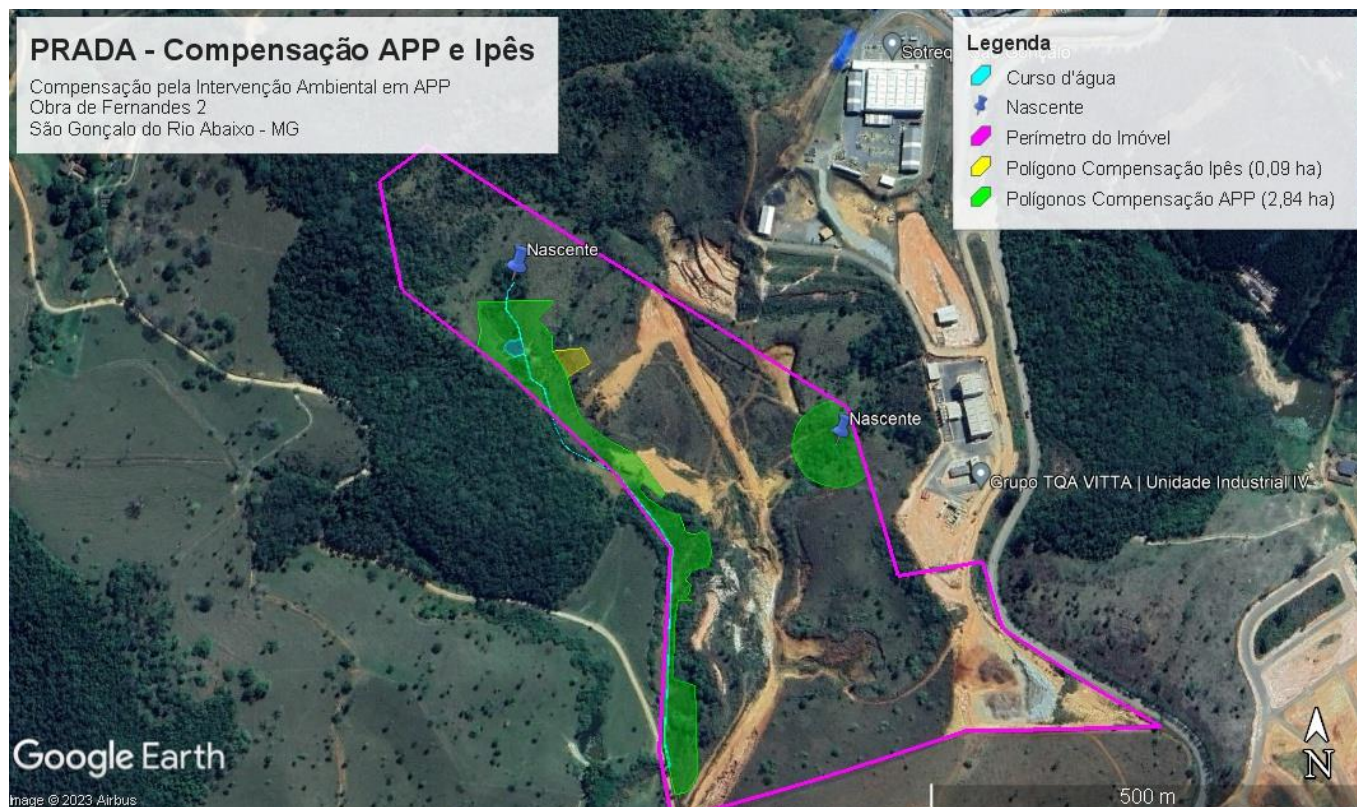 PRADA - Compensação APP e Ipês
Compensação pela Intervenção Ambiental em APP
Obra de Fernandes 2
São Gonçalo do Rio Abaixo - MG
Legenda
Curso d'água
Nascente
Perímetro do Imóvel
Polígono Compensação Ipês (0,09 ha)
Polígonos Compensação APP (2,84 ha)
Nascente
Nascente
Grupo TQA VITTA | Unidade Industrial IV
Google Earth
Image © 2023 Airbus
500 m
N